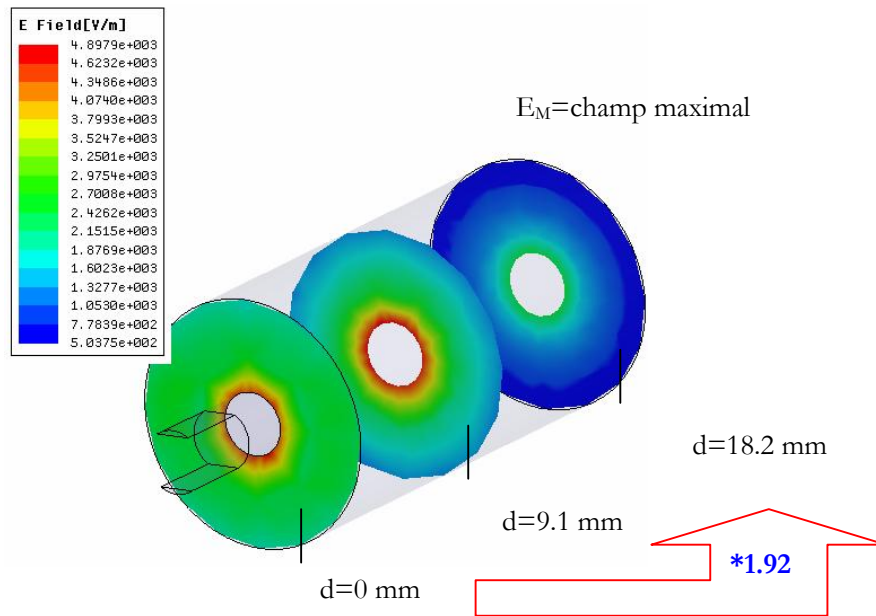 E Field[V/m]
4.8979e+003
4.6232e+003
4.3486e+003
4.0740e+003
3.7993e+003
3.5247e+003
3.2501e+003
2.9754e+003
2.7008e+003
2.4262e+003
2.1515e+003
1.8769e+003
1.6023e+003
1.3277e+003
1.0530e+003
7.7839e+002
5.0375e+002
E_M=champ maximal
d=18.2 mm
d=9.1 mm
*1.92
d=0 mm